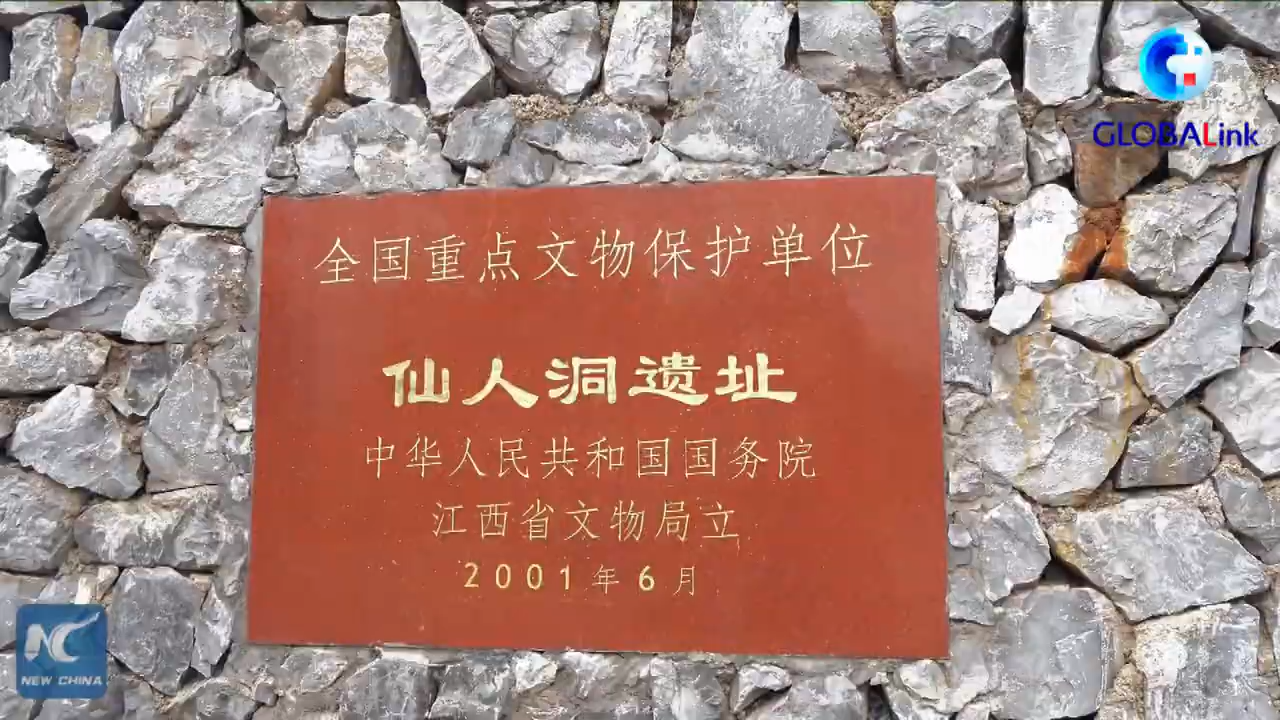 GLOBALink
全国重点文物保护单位
仙人洞遗址
中华人民共和国国务院
江西省文物局立
2001年6月
NC
NEW CHINA